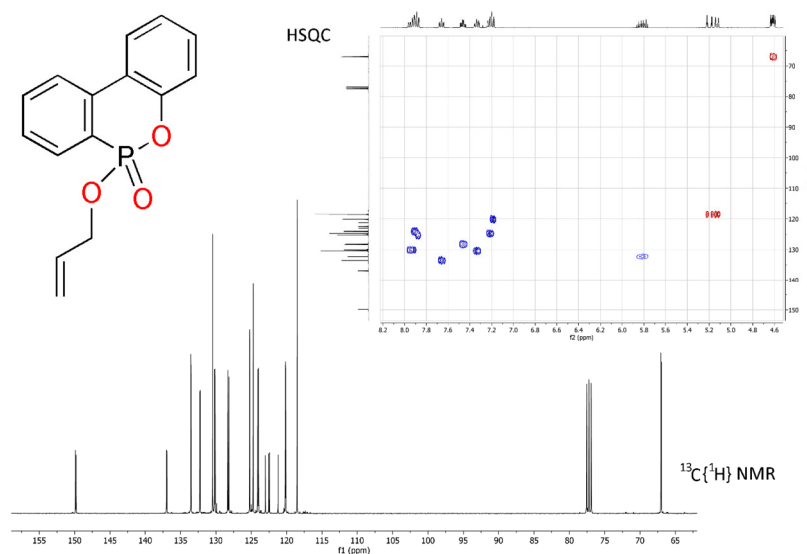 HSQC
O
P
O
O
70
80
90
100
110
120
130
140
150
8.2 8.0 7.8 7.6 7.4 7.2 7.0 6.8 6.6 6.4 6.2 6.0 5.8 5.6 5.4 5.2 5.0 4.8 4.6
f2 (ppm)
13C{1H} NMR
155 150 145 140 135 130 125 120 115 110 105 100 95 90 85 80 75 70 65
f1 (ppm)